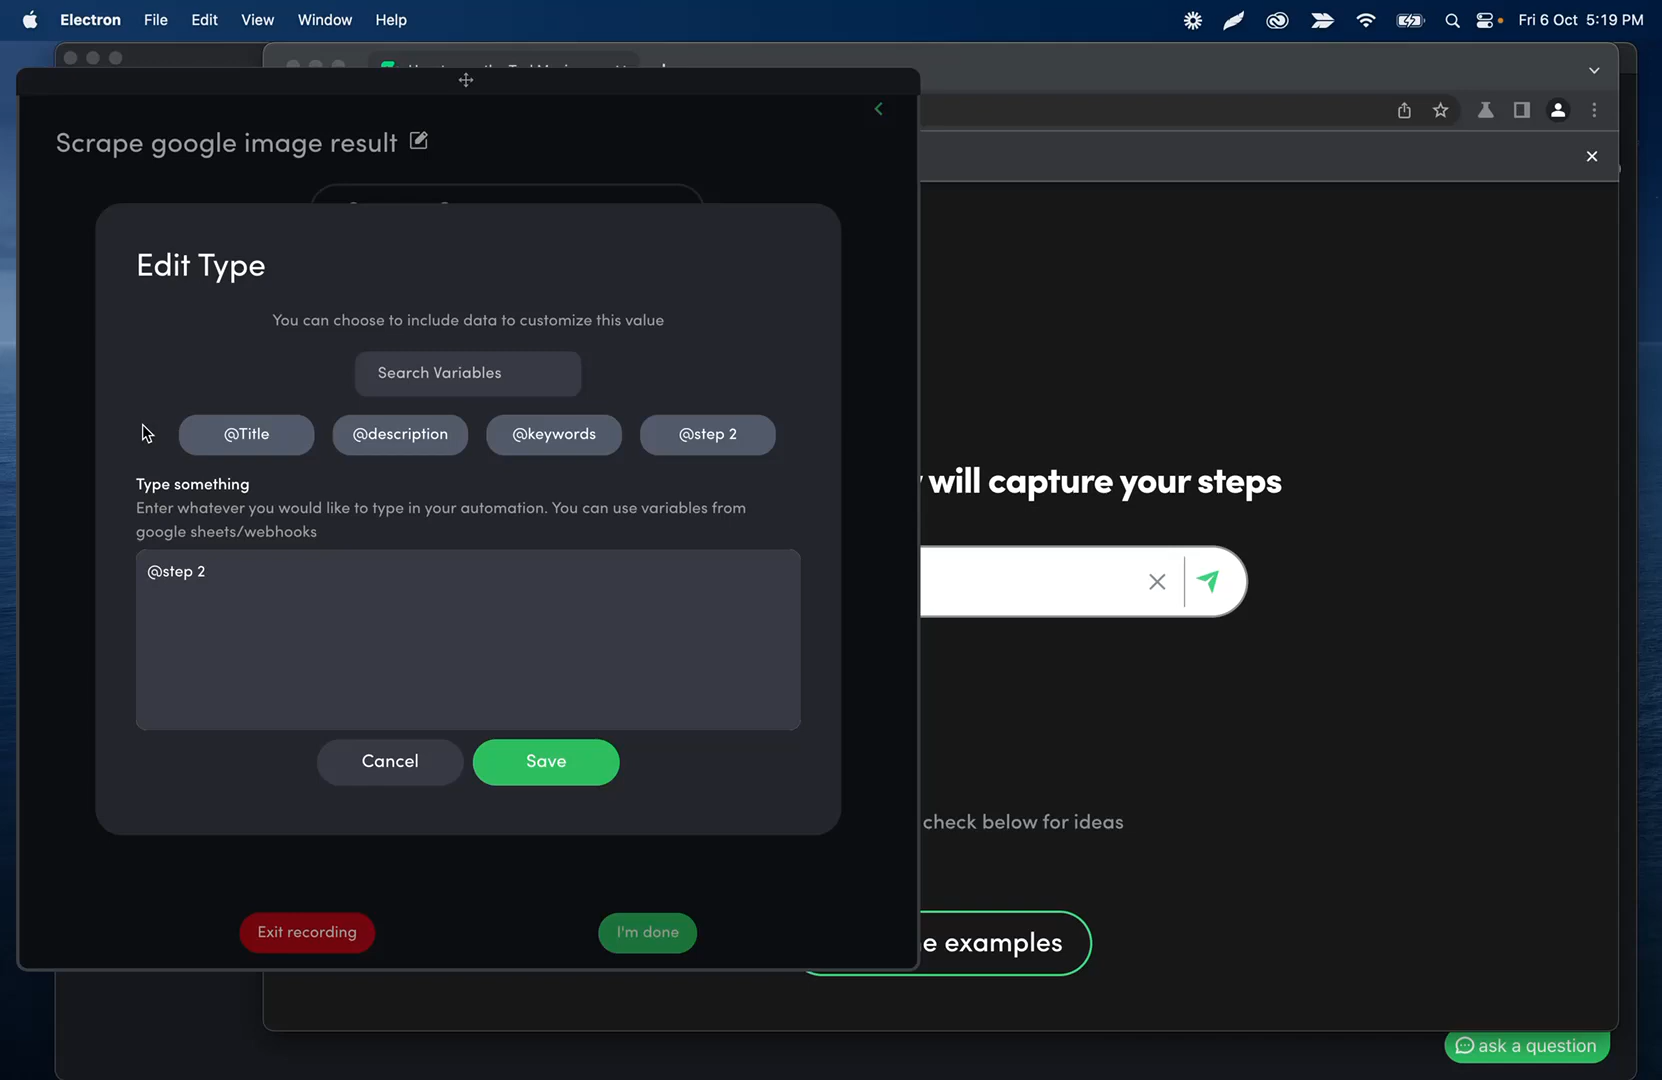 Electron File Edit View Window Help
Fri 6 Oct 5:19 PM
Scrape google image result
Edit Type
You can choose to include data to customize this value
Search Variables
@Title @description @keywords @step 2
Type something
Enter whatever you would like to type in your automation. You can use variables from
google sheets/webhooks
@step 2
Cancel Save
Exit recording I'm done
will capture your steps
check below for ideas
e examples
ask a question